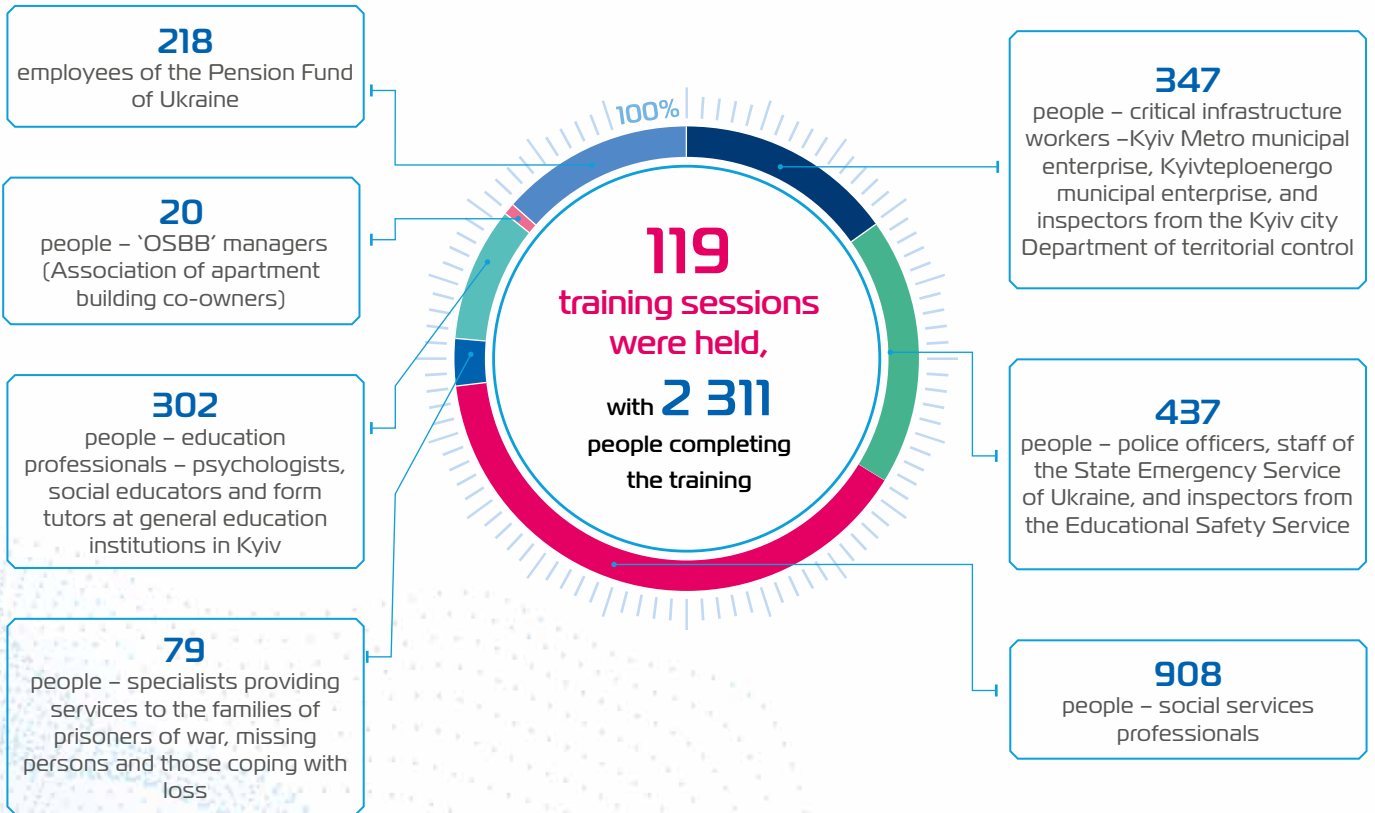 218
employees of the Pension Fund
of Ukraine
20
people – ‘OSBB’ managers
(Association of apartment
building co-owners)
302
people – education
professionals – psychologists,
social educators and form
tutors at general education
institutions in Kyiv
79
people – specialists providing
services to the families of
prisoners of war, missing
persons and those coping with
loss
100%
119
training sessions
were held,
with 2 311
people completing
the training
347
people – critical infrastructure
workers –Kyiv Metro municipal
enterprise, Kyivteploenergo
municipal enterprise, and
inspectors from the Kyiv city
Department of territorial control
437
people – police officers, staff of
the State Emergency Service
of Ukraine, and inspectors from
the Educational Safety Service
908
people – social services
professionals